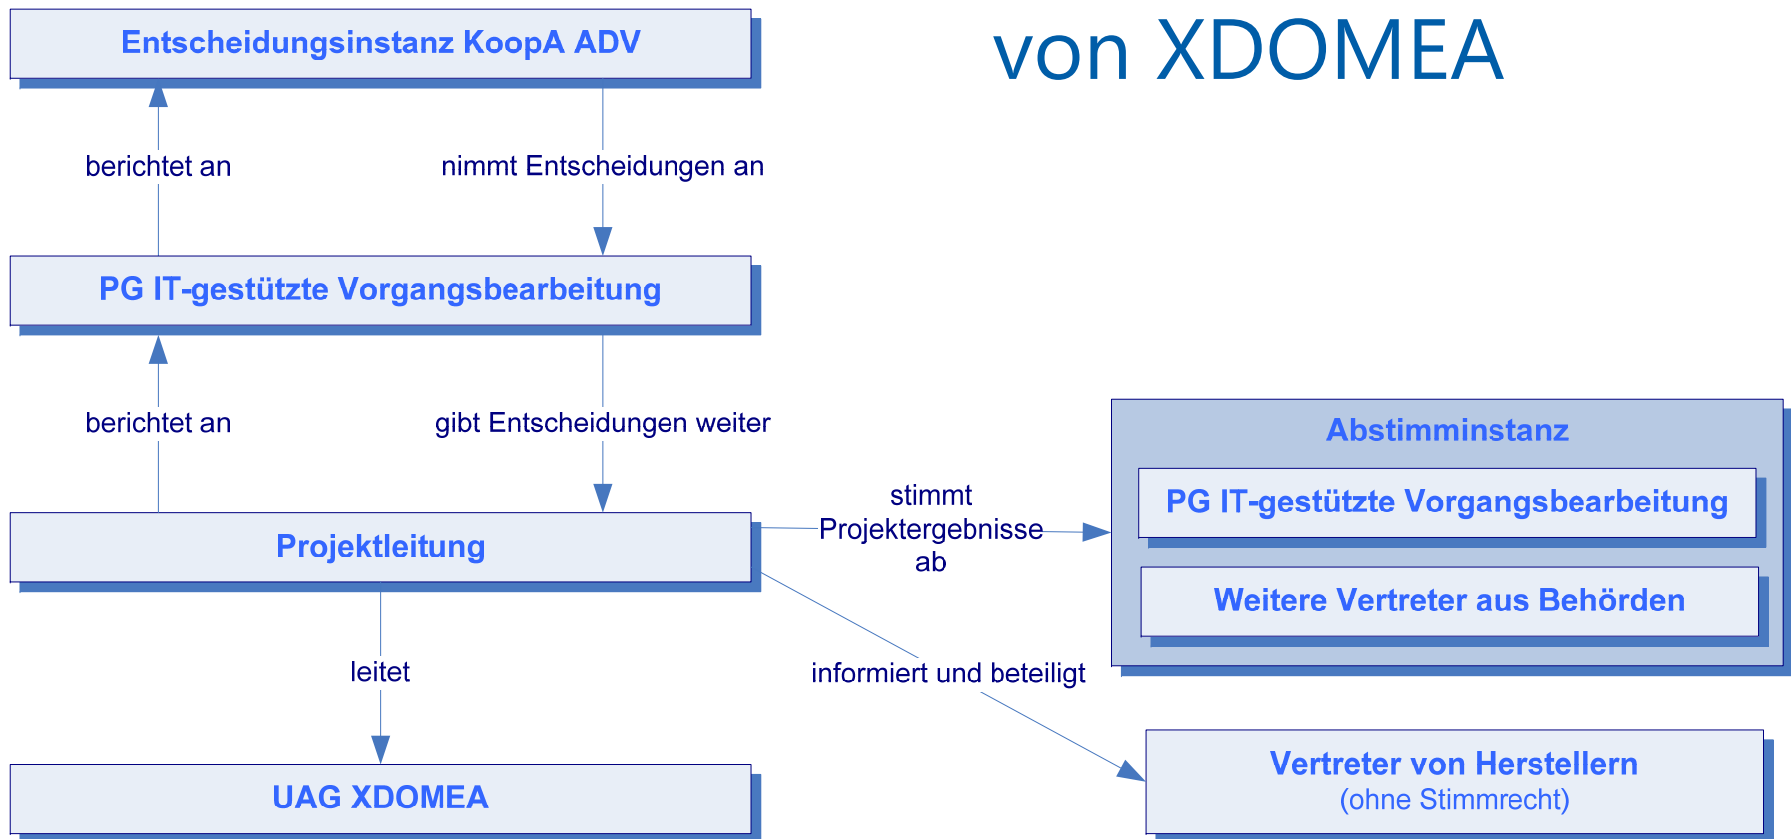 von XDOMEA
Entscheidungsinstanz KoopA ADV
berichtet an
nimmt Entscheidungen an
PG IT-gestützte Vorgangsbearbeitung
berichtet an
gibt Entscheidungen weiter
Projektleitung
stimmt
Projektergebnisse
ab
Abstimminstanz
PG IT-gestützte Vorgangsbearbeitung
Weitere Vertreter aus Behörden
leitet
informiert und beteiligt
UAG XDOMEA
Vertreter von Herstellern
(ohne Stimmrecht)